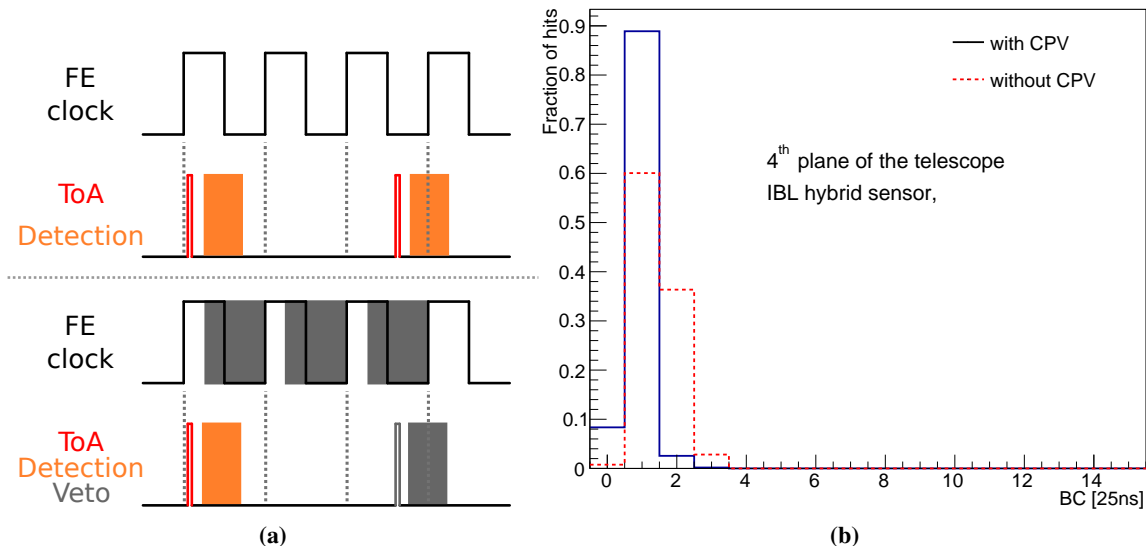 FE
clock
ToA
Detection
FE
clock
ToA
Detection
Veto
(a)
Fraction of hits
0.9
0.8
0.7
0.6
0.5
0.4
0.3
0.2
0.1
0
with CPV
without CPV
4th plane of the telescope
IBL hybrid sensor,
0 2 4 6 8 10 12 14
BC [25ns]
(b)